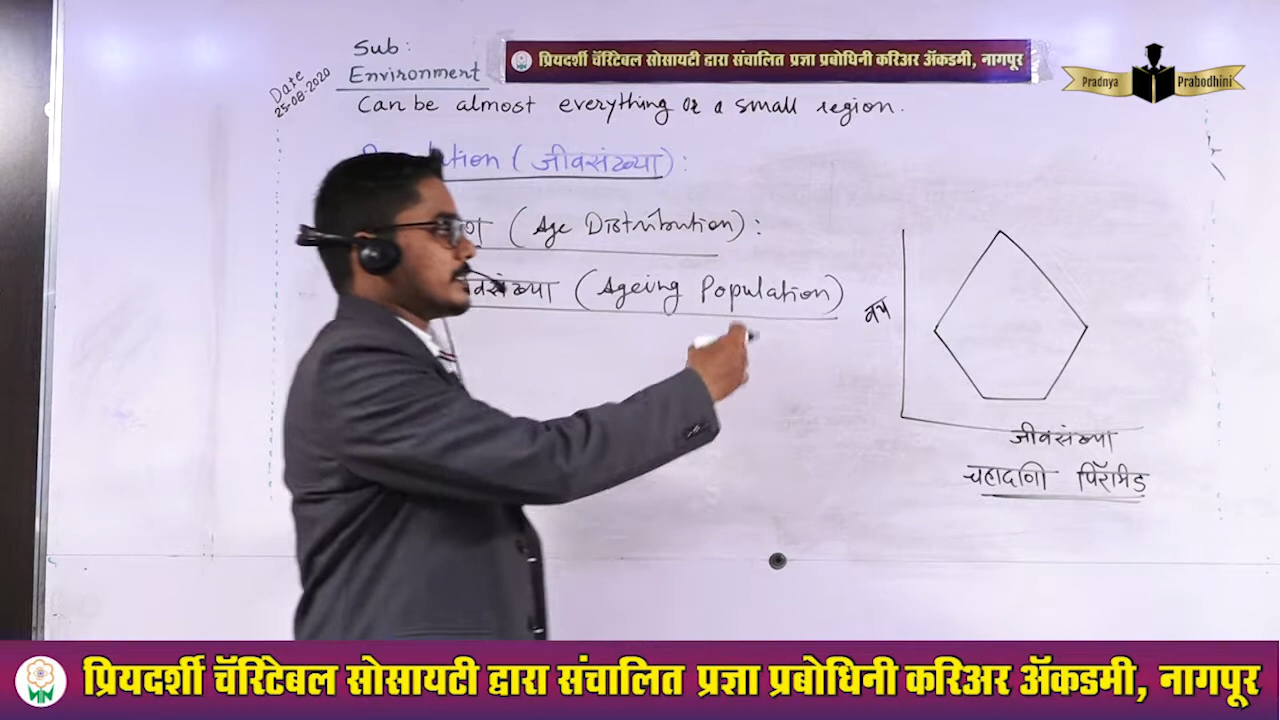 Sub:
Environment
Date
25-08-2020
प्रियदर्शी चॅरिटेबल सोसायटी द्वारा संचालित प्रज्ञा प्रबोधिनी करिअर ॲकडमी, नागपूर
Pradnya Prabodhini
Can be almost everything or a small region.
(जीवसंख्या):
(Age Distribution):
(Ageing Population)
वय
जीवसंख्या
चहादानी पिरॅमिड
प्रियदर्शी चॅरिटेबल सोसायटी द्वारा संचालित प्रज्ञा प्रबोधिनी करिअर ॲकडमी, नागपूर